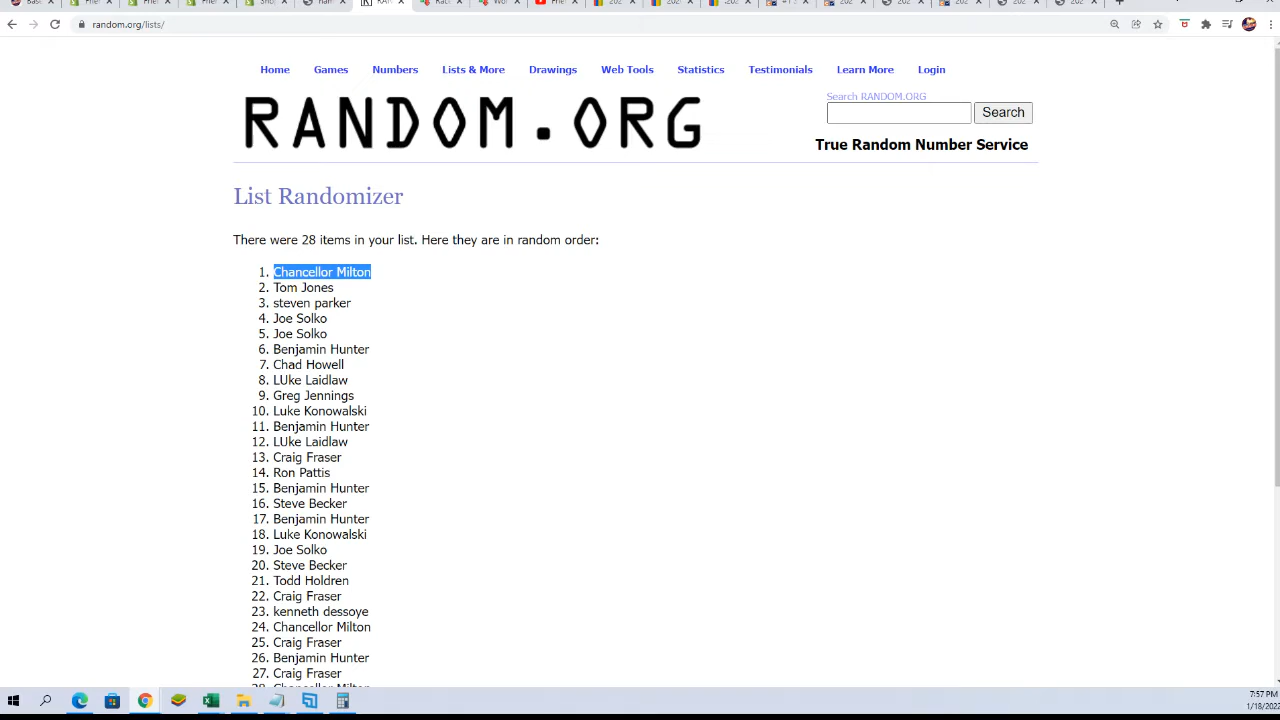 random.org/lists/
Home Games Numbers Lists & More Drawings Web Tools Statistics Testimonials Learn More Login
RANDOM.ORG
Search RANDOM.ORG
Search
True Random Number Service
List Randomizer
There were 28 items in your list. Here they are in random order:
1. Chancellor Milton
2. Tom Jones
3. steven parker
4. Joe Solko
5. Joe Solko
6. Benjamin Hunter
7. Chad Howell
8. LUke Laidlaw
9. Greg Jennings
10. Luke Konowalski
11. Benjamin Hunter
12. LUke Laidlaw
13. Craig Fraser
14. Ron Pattis
15. Benjamin Hunter
16. Steve Becker
17. Benjamin Hunter
18. Luke Konowalski
19. Joe Solko
20. Steve Becker
21. Todd Holdren
22. Craig Fraser
23. kenneth dessoye
24. Chancellor Milton
25. Craig Fraser
26. Benjamin Hunter
27. Craig Fraser
28. Chancellor Milton
7:57 PM